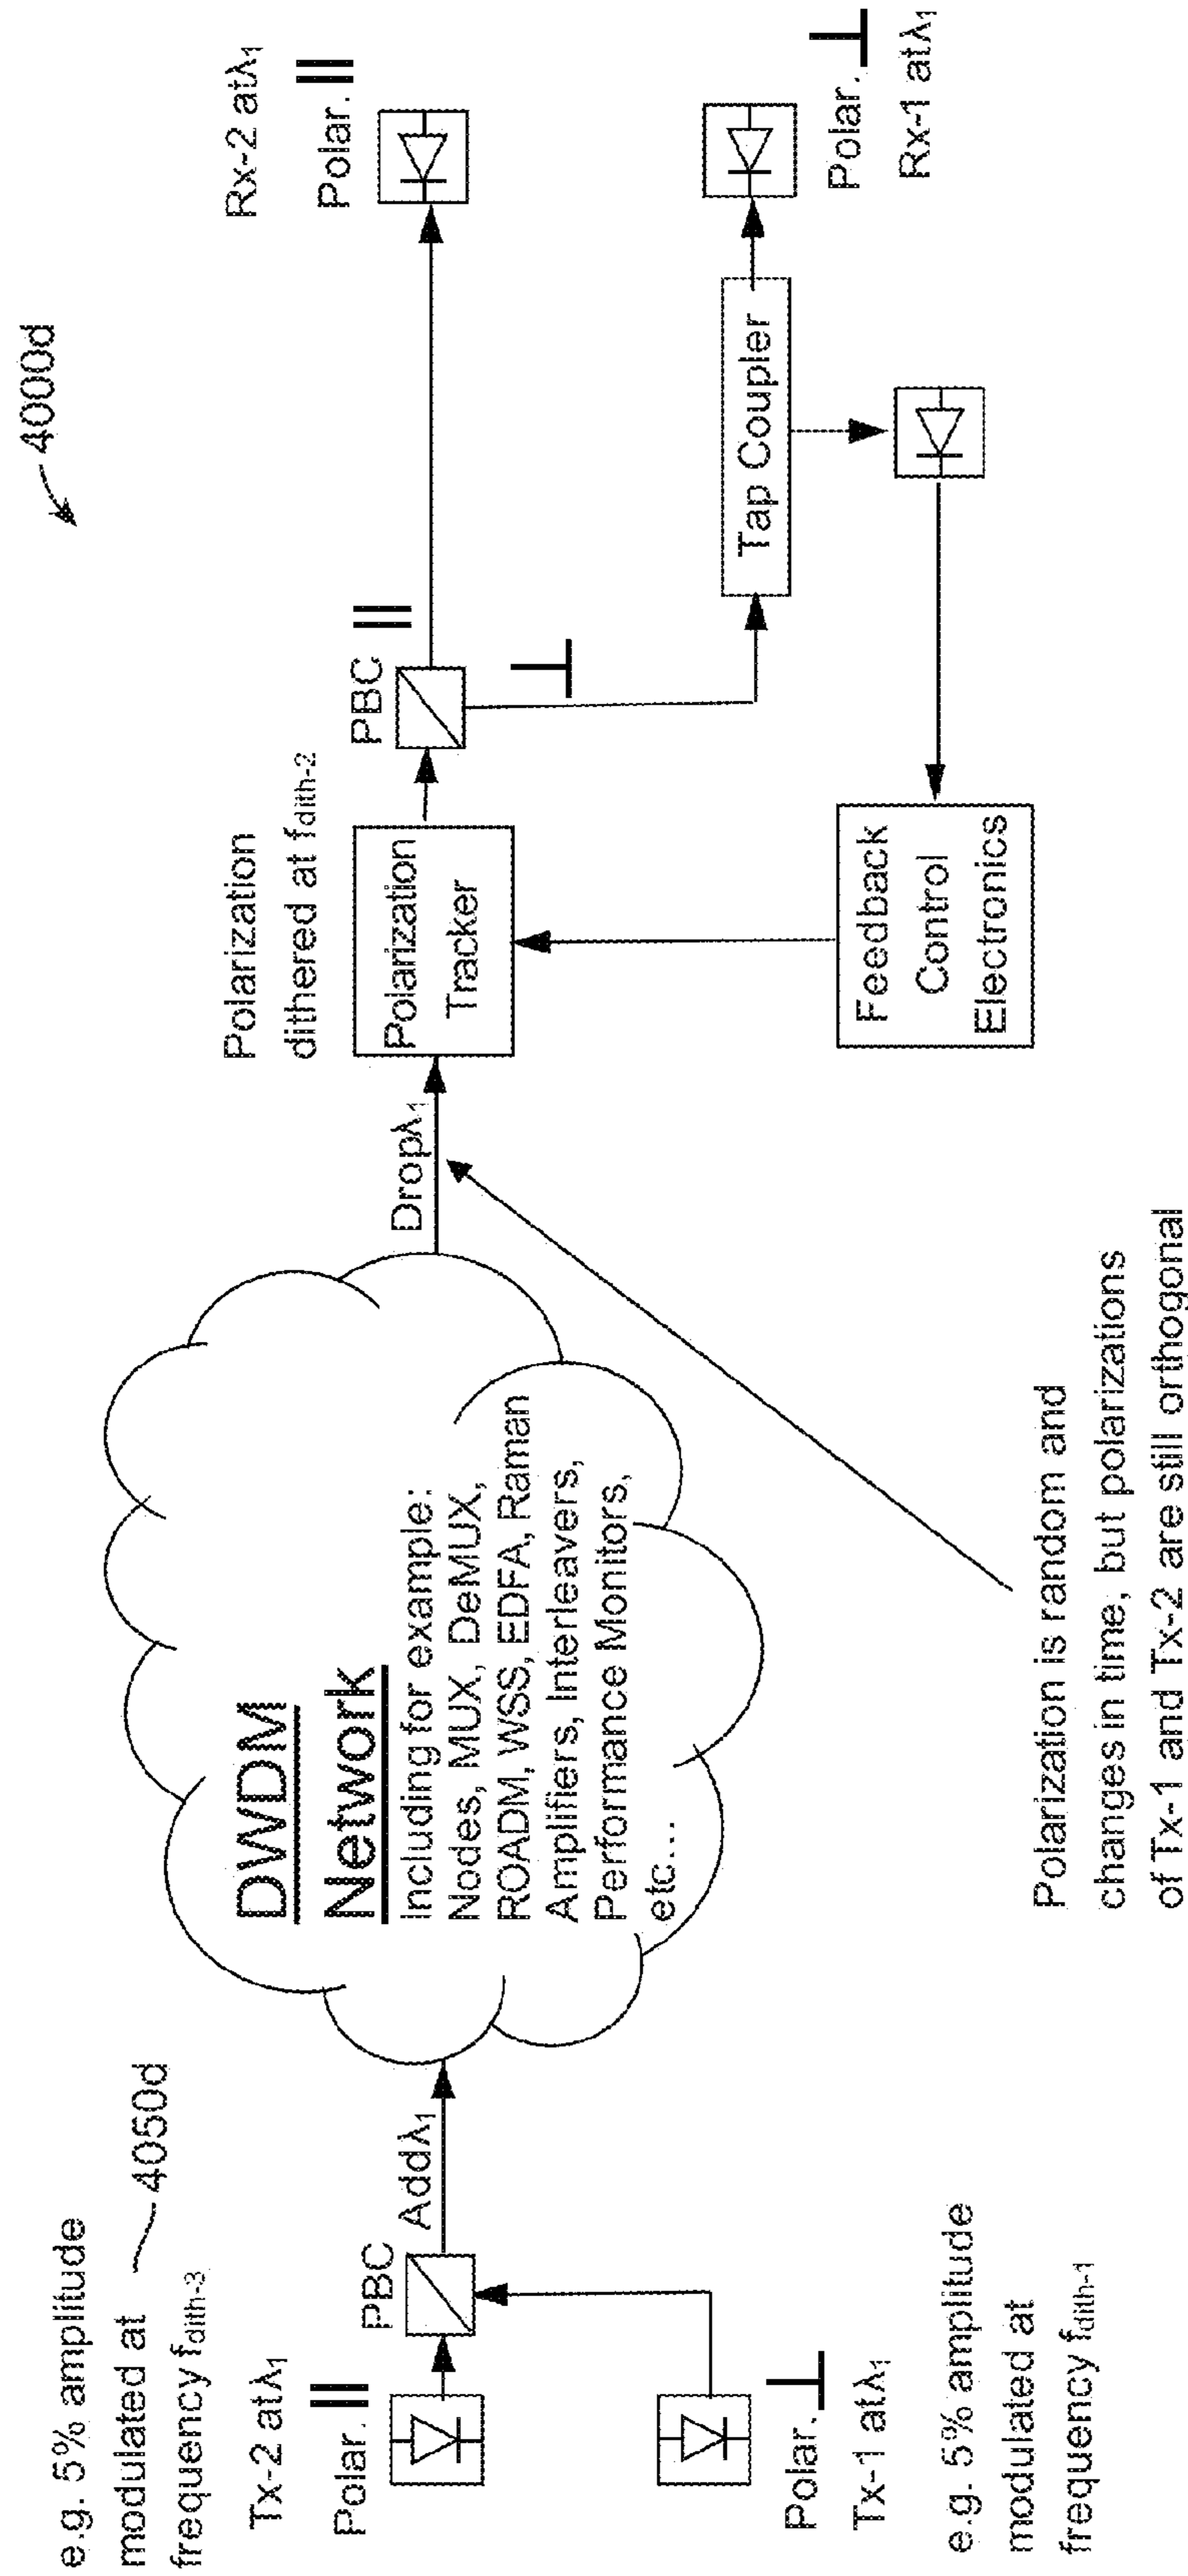 4000d
e.g. 5% amplitude
modulated at
frequency fdith-3
4050d
Tx-2 atλ1
Polar. ||
PBC
Addλ1
Polar. ⊥
Tx-1 atλ1
e.g. 5% amplitude
modulated at
frequency fdith-1
DWDM
Network
Including for example:
Nodes, MUX, DeMUX,
ROADM, WSS, EDFA, Raman
Amplifiers, Interleavers,
Performance Monitors,
etc...
Dropλ1
Polarization is random and
changes in time, but polarizations
of Tx-1 and Tx-2 are still orthogonal
Polarization
dithered at fdith-2
Polarization
Tracker
PBC ||
⊥
Feedback
Control
Electronics
Tap Coupler
Rx-2 atλ1
Polar. ||
Polar. ⊥
Rx-1 atλ1